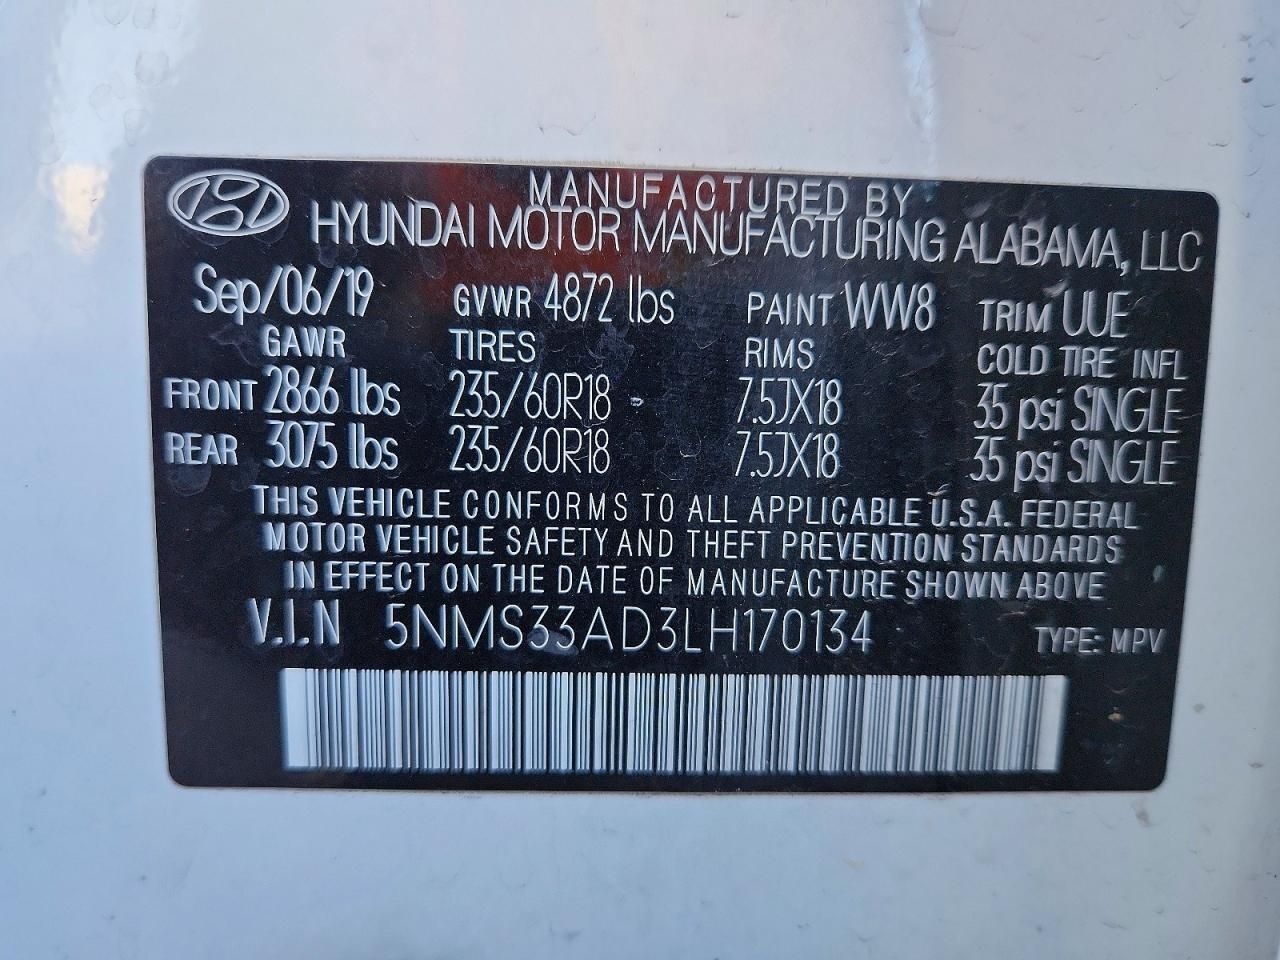 MANUFACTURED BY
HYUNDAI MOTOR MANUFACTURING ALABAMA, LLC
Sep/06/19 GVWR 4872 lbs PAINT WW8 TRIM UUE
GAWR TIRES RIMS COLD TIRE INFL
FRONT 2866 lbs 235/60R18 7.5JX18 35 psi SINGLE
REAR 3075 lbs 235/60R18 7.5JX18 35 psi SINGLE
THIS VEHICLE CONFORMS TO ALL APPLICABLE U.S.A. FEDERAL
MOTOR VEHICLE SAFETY AND THEFT PREVENTION STANDARDS
IN EFFECT ON THE DATE OF MANUFACTURE SHOWN ABOVE
V.I.N 5NMS33AD3LH170134 TYPE: MPV